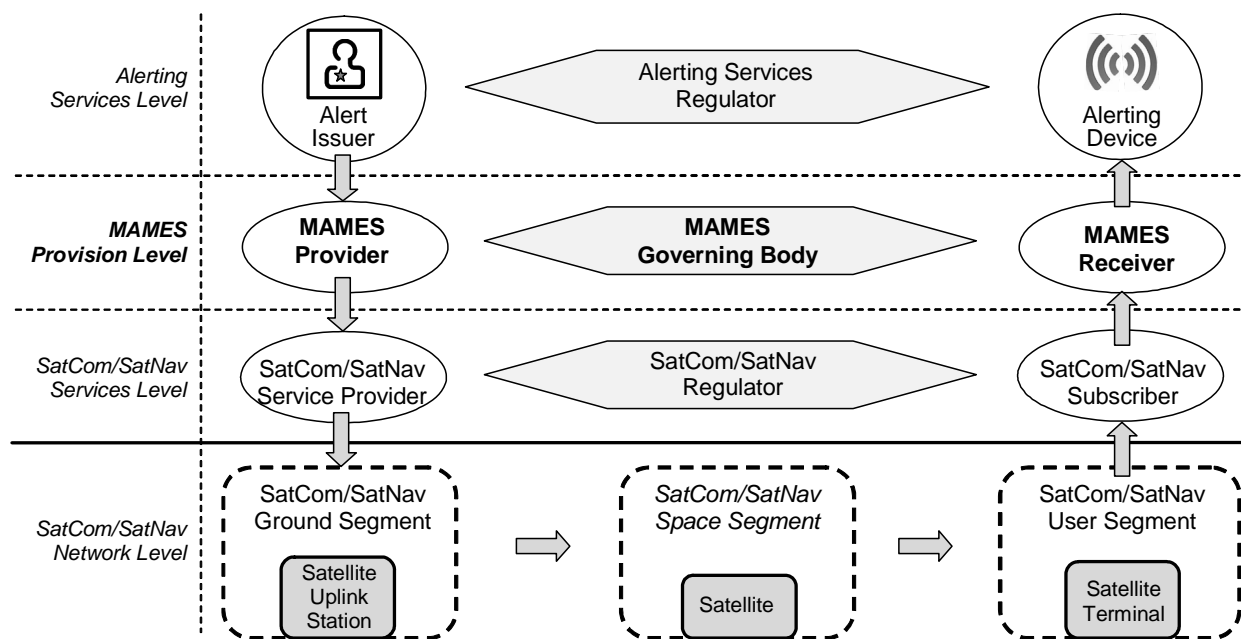 Alerting
Services Level
Alert
Issuer
Alerting Services
Regulator
Alerting
Device
MAMES
Provision Level
MAMES
Provider
MAMES
Governing Body
MAMES
Receiver
SatCom/SatNav
Services Level
SatCom/SatNav
Service Provider
SatCom/SatNav
Regulator
SatCom/SatNav
Subscriber
SatCom/SatNav
Network Level
SatCom/SatNav
Ground Segment
Satellite
Uplink
Station
SatCom/SatNav
Space Segment
Satellite
SatCom/SatNav
User Segment
Satellite
Terminal